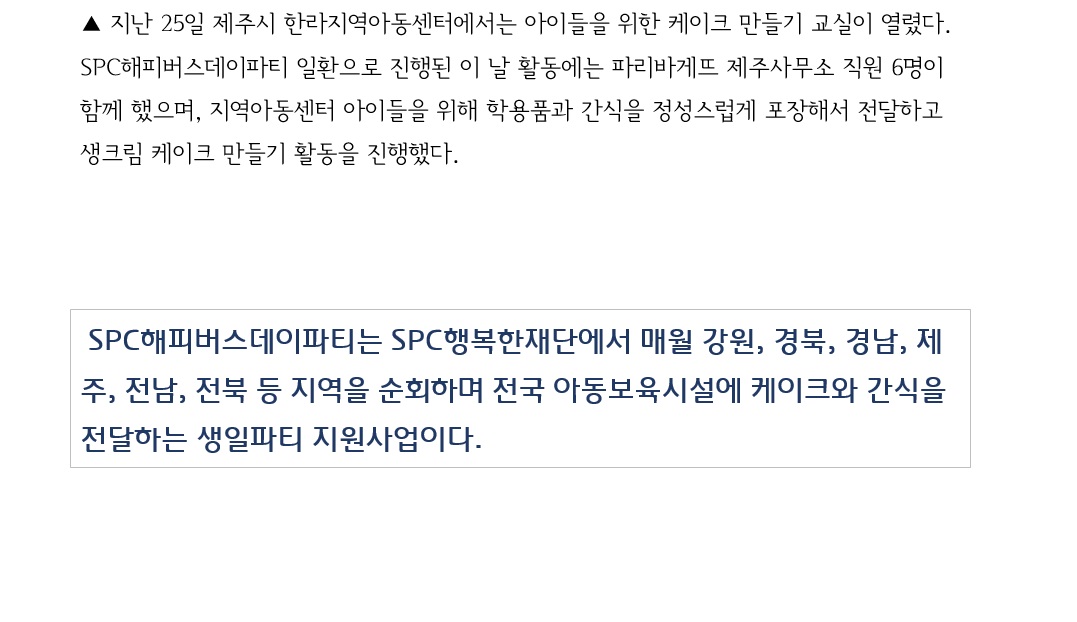 ▲ 지난 25일 제주시 한라지역아동센터에서는 아이들을 위한 케이크 만들기 교실이 열렸다.
SPC해피버스데이파티 일환으로 진행된 이 날 활동에는 파리바게뜨 제주사무소 직원 6명이
함께 했으며, 지역아동센터 아이들을 위해 학용품과 간식을 정성스럽게 포장해서 전달하고
생크림 케이크 만들기 활동을 진행했다.
SPC해피버스데이파티는 SPC행복한재단에서 매월 강원, 경북, 경남, 제
주, 전남, 전북 등 지역을 순회하며 전국 아동보육시설에 케이크와 간식을
전달하는 생일파티 지원사업이다.